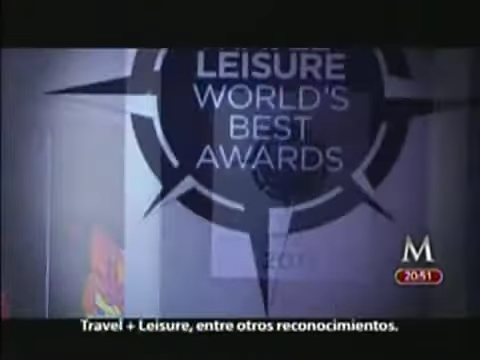 LEISURE
WORLD'S
BEST
AWARDS
M
20:51
Travel + Leisure, entre otros reconocimientos.